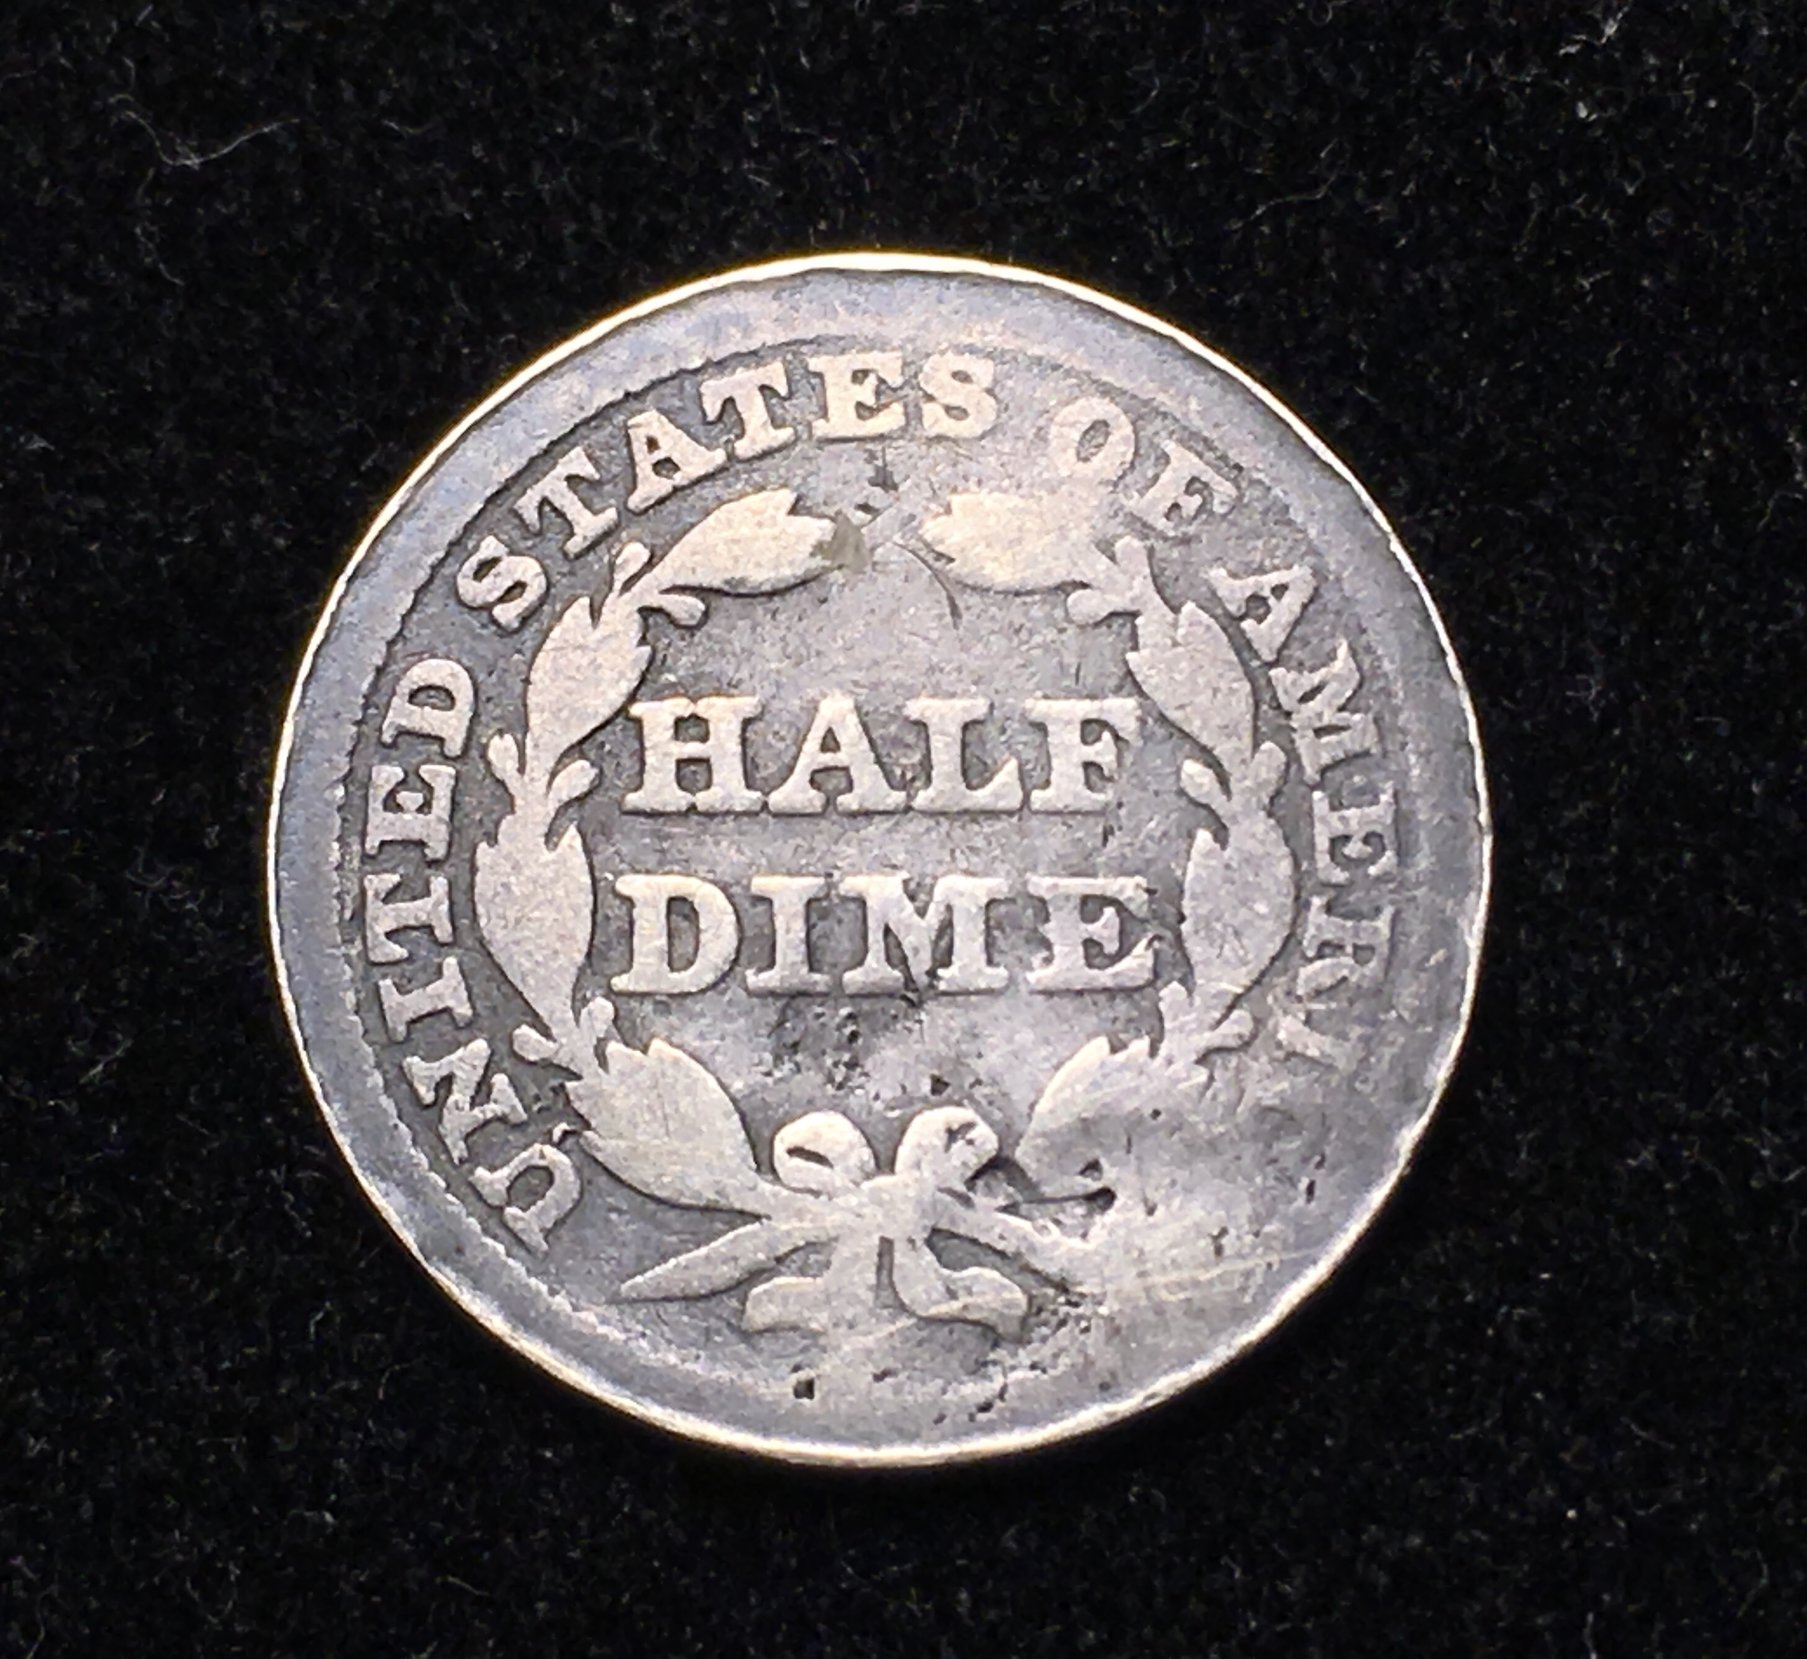 UNITED STATES OF AMERI
HALF
DIME